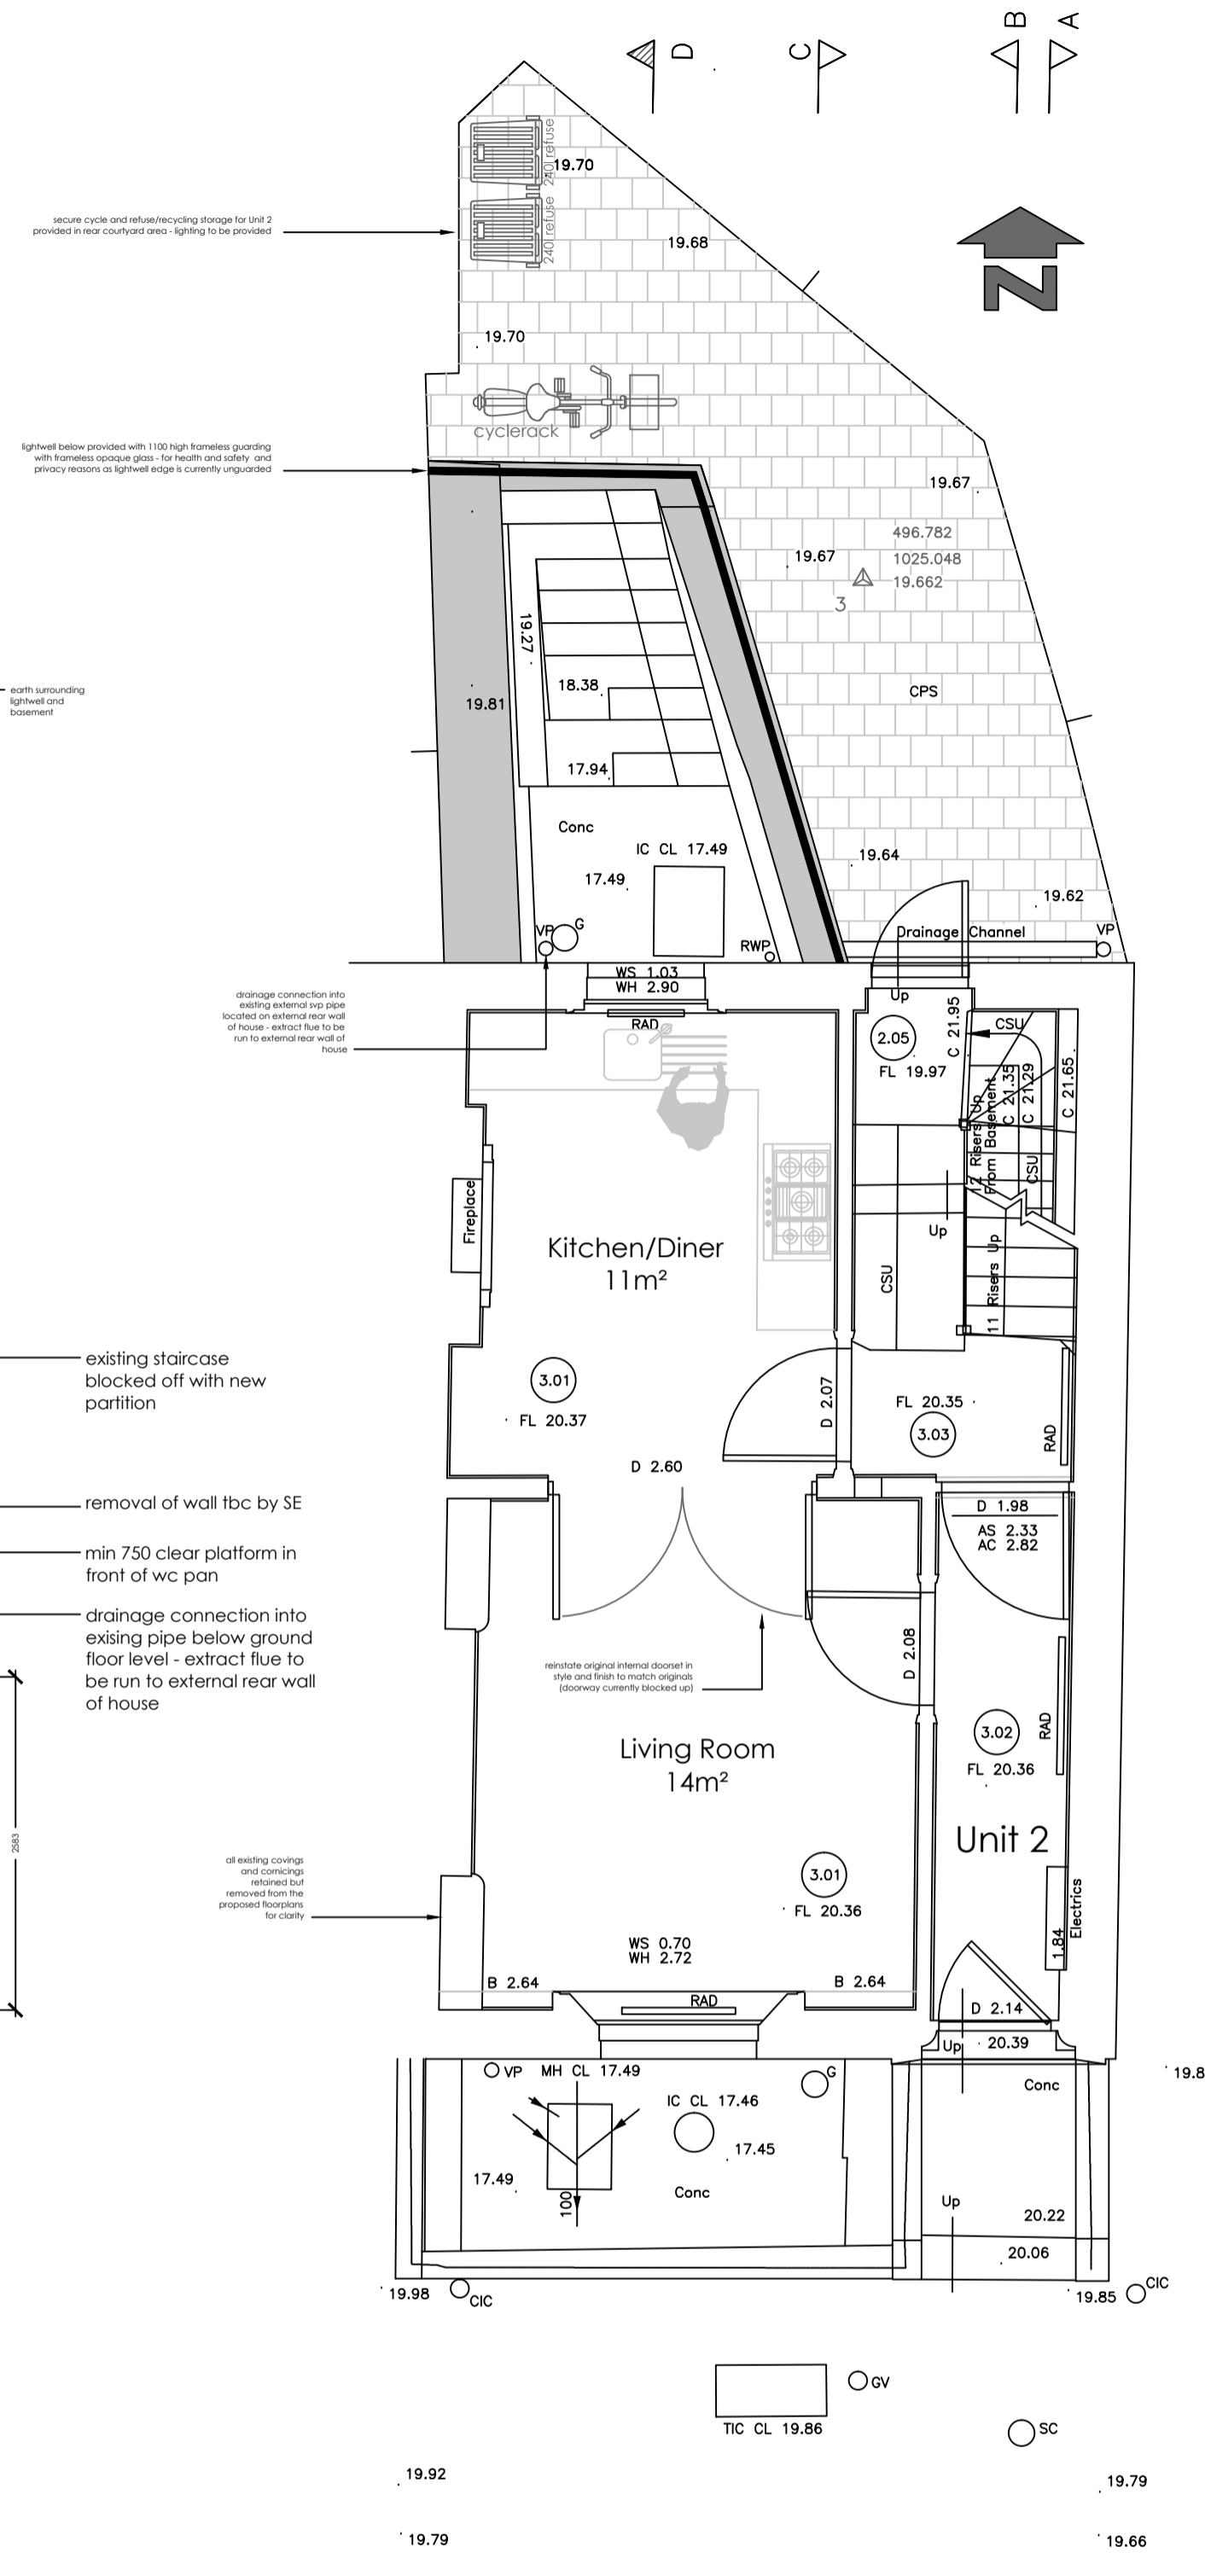 D
C
B
A
N
240l refuse
240l refuse
19.70
secure cycle and refuse/recycling storage for Unit 2
provided in rear courtyard area - lighting to be provided
19.68
19.70
cyclerack
lightwell below provided with 1100 high frameless guarding
with frameless opaque glass - for health and safety and
privacy reasons as lightwell edge is currently unguarded
19.67
496.782
19.67
1025.048
19.662
3
19.27
18.38
earth surrounding
lightwell and
basement
19.81
CPS
17.94
Conc
IC CL 17.49
19.64
17.49
19.62
VP
G
RWP
Drainage Channel
VP
WS 1.03
WH 2.90
drainage connection into
existing external svp pipe
located on external rear wall
of house - extract flue to be
run to external rear wall of
house
RAD
Up
2.05
C 21.95
CSU
FL 19.97
C 21.35
C 21.29
C 21.65
12 Risers Up
From Basement
CSU
Fireplace
Up
Kitchen/Diner
11m²
CSU
11 Risers Up
existing staircase
blocked off with new
partition
3.01
FL 20.37
D 2.07
FL 20.35
3.03
RAD
D 2.60
removal of wall tbc by SE
D 1.98
AS 2.33
AC 2.82
min 750 clear platform in
front of wc pan
drainage connection into
exising pipe below ground
floor level - extract flue to
be run to external rear wall
of house
reinstate original internal doorset in
style and finish to match originals
(doorway currently blocked up)
D 2.08
3.02
RAD
FL 20.36
Living Room
14m²
Unit 2
2583
all existing covings
and cornicings
retained but
removed from the
proposed floorplans
for clarity
3.01
FL 20.36
Electrics
1.84
WS 0.70
WH 2.72
B 2.64
B 2.64
RAD
D 2.14
Up
20.39
VP
MH CL 17.49
G
Conc
19.8
IC CL 17.46
17.45
17.49
100
Conc
Up
20.22
20.06
19.98
CIC
19.85
CIC
GV
TIC CL 19.86
SC
19.92
19.79
19.79
19.66